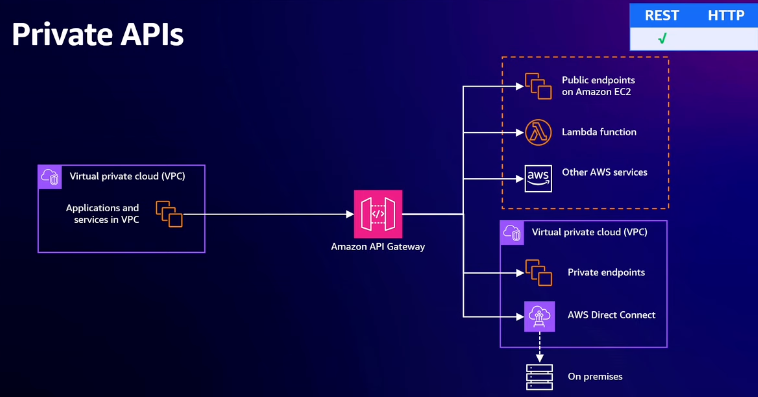 Private APIs
REST HTTP
√
Public endpoints
on Amazon EC2
Lambda function
aws
Other AWS services
Virtual private cloud (VPC)
Applications and
services in VPC
</>
Amazon API Gateway
Virtual private cloud (VPC)
Private endpoints
AWS Direct Connect
On premises